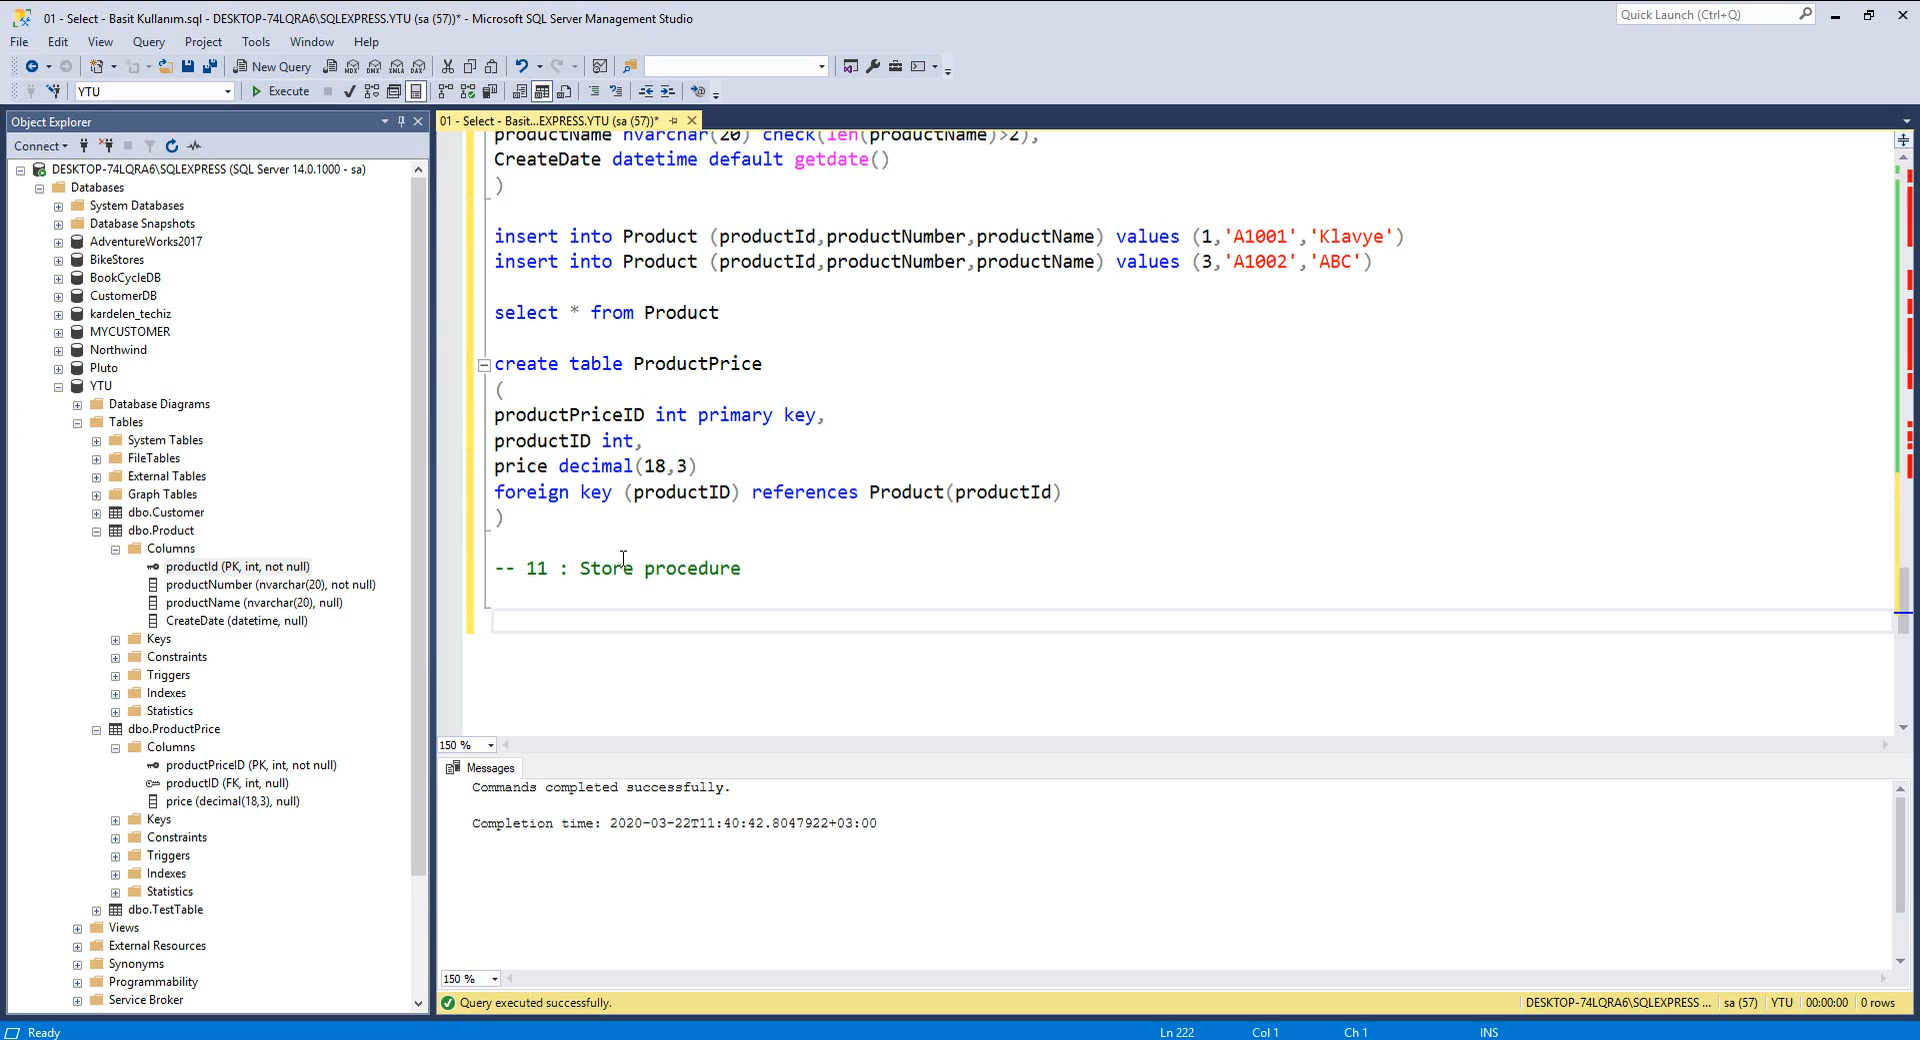 01 - Select - Basit Kullanım.sql - DESKTOP-74LQRA6\SQLEXPRESS.YTU (sa (57))* - Microsoft SQL Server Management Studio
Quick Launch (Ctrl+Q)
File Edit View Query Project Tools Window Help
New Query
MDX DMX XMLA DAX
YTU
Execute
Object Explorer
01 - Select - Basit...EXPRESS.YTU (sa (57))*
Connect
DESKTOP-74LQRA6\SQLEXPRESS (SQL Server 14.0.1000 - sa)
Databases
System Databases
Database Snapshots
AdventureWorks2017
BikeStores
BookCycleDB
CustomerDB
kardelen_techiz
MYCUSTOMER
Northwind
Pluto
YTU
Database Diagrams
Tables
System Tables
FileTables
External Tables
Graph Tables
dbo.Customer
dbo.Product
Columns
productId (PK, int, not null)
productNumber (nvarchar(20), not null)
productName (nvarchar(20), null)
CreateDate (datetime, null)
Keys
Constraints
Triggers
Indexes
Statistics
dbo.ProductPrice
Columns
productPriceID (PK, int, not null)
productID (FK, int, null)
price (decimal(18,3), null)
Keys
Constraints
Triggers
Indexes
Statistics
dbo.TestTable
Views
External Resources
Synonyms
Programmability
Service Broker
productName nvarchar(20) check(len(productName)>2),
CreateDate datetime default getdate()
)
insert into Product (productId,productNumber,productName) values (1,'A1001','Klavye')
insert into Product (productId,productNumber,productName) values (3,'A1002','ABC')
select * from Product
create table ProductPrice
(
productPriceID int primary key,
productID int,
price decimal(18,3)
foreign key (productID) references Product(productId)
)
-- 11 : Store procedure
150 %
Messages
Commands completed successfully.
Completion time: 2020-03-22T11:40:42.8047922+03:00
150 %
Query executed successfully.
DESKTOP-74LQRA6\SQLEXPRESS ... sa (57) YTU 00:00:00 0 rows
Ready
Ln 222 Col 1 Ch 1 INS